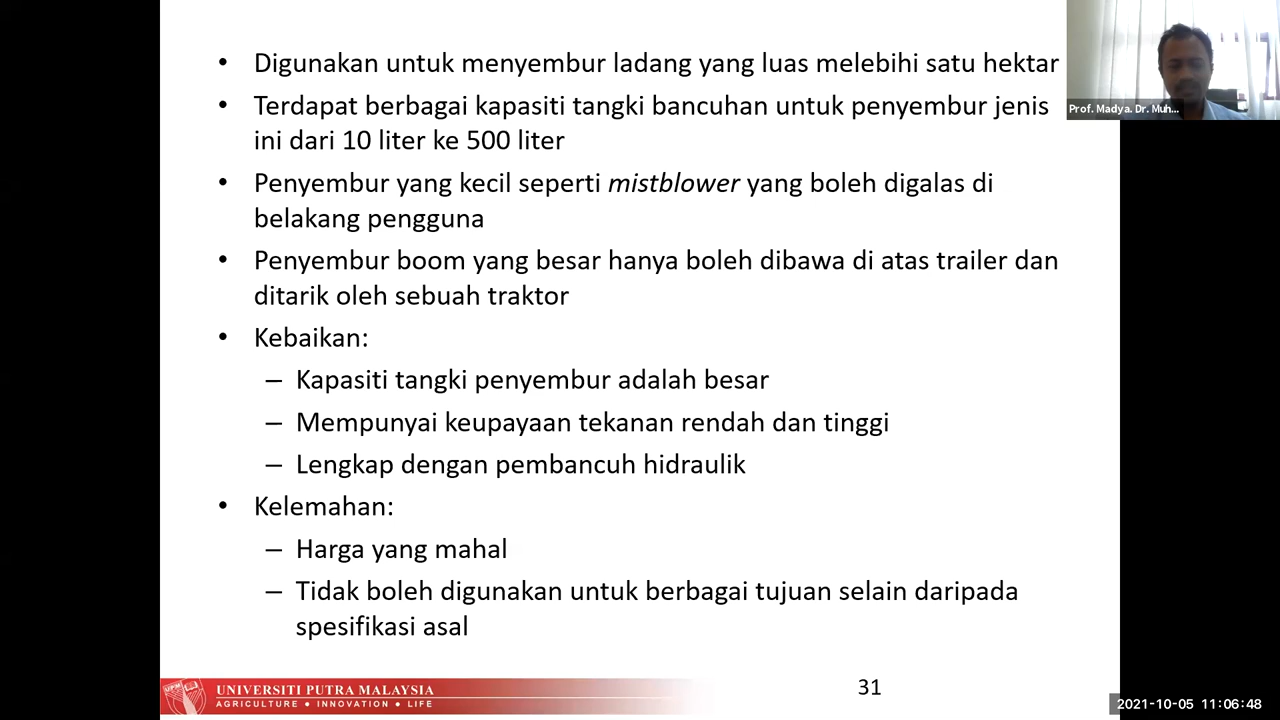 • Digunakan untuk menyembur ladang yang luas melebihi satu hektar
• Terdapat berbagai kapasiti tangki bancuhan untuk penyembur jenis
ini dari 10 liter ke 500 liter
• Penyembur yang kecil seperti mistblower yang boleh digalas di
belakang pengguna
• Penyembur boom yang besar hanya boleh dibawa di atas trailer dan
ditarik oleh sebuah traktor
• Kebaikan:
– Kapasiti tangki penyembur adalah besar
– Mempunyai keupayaan tekanan rendah dan tinggi
– Lengkap dengan pembancuh hidraulik
• Kelemahan:
– Harga yang mahal
– Tidak boleh digunakan untuk berbagai tujuan selain daripada
spesifikasi asal
Prof. Madya. Dr. Muh...
UPM
UNIVERSITI PUTRA MALAYSIA
AGRICULTURE • INNOVATION • LIFE
31
2021-10-05 11:06:48